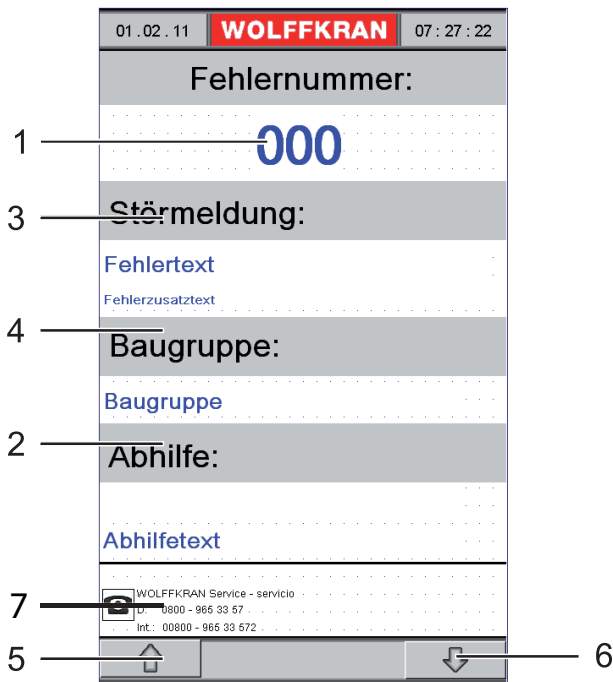 01.02.11 WOLFFKRAN 07:27:22
Fehlernummer:
1 000
3 Störmeldung:
Fehlertext
Fehlerzusatztext
4
Baugruppe:
Baugruppe
2 Abhilfe:
Abhilfetext
WOLFFKRAN Service - servicio
7 D: 0800 - 965 33 57
Int.: 00800 - 965 33 572
5 6